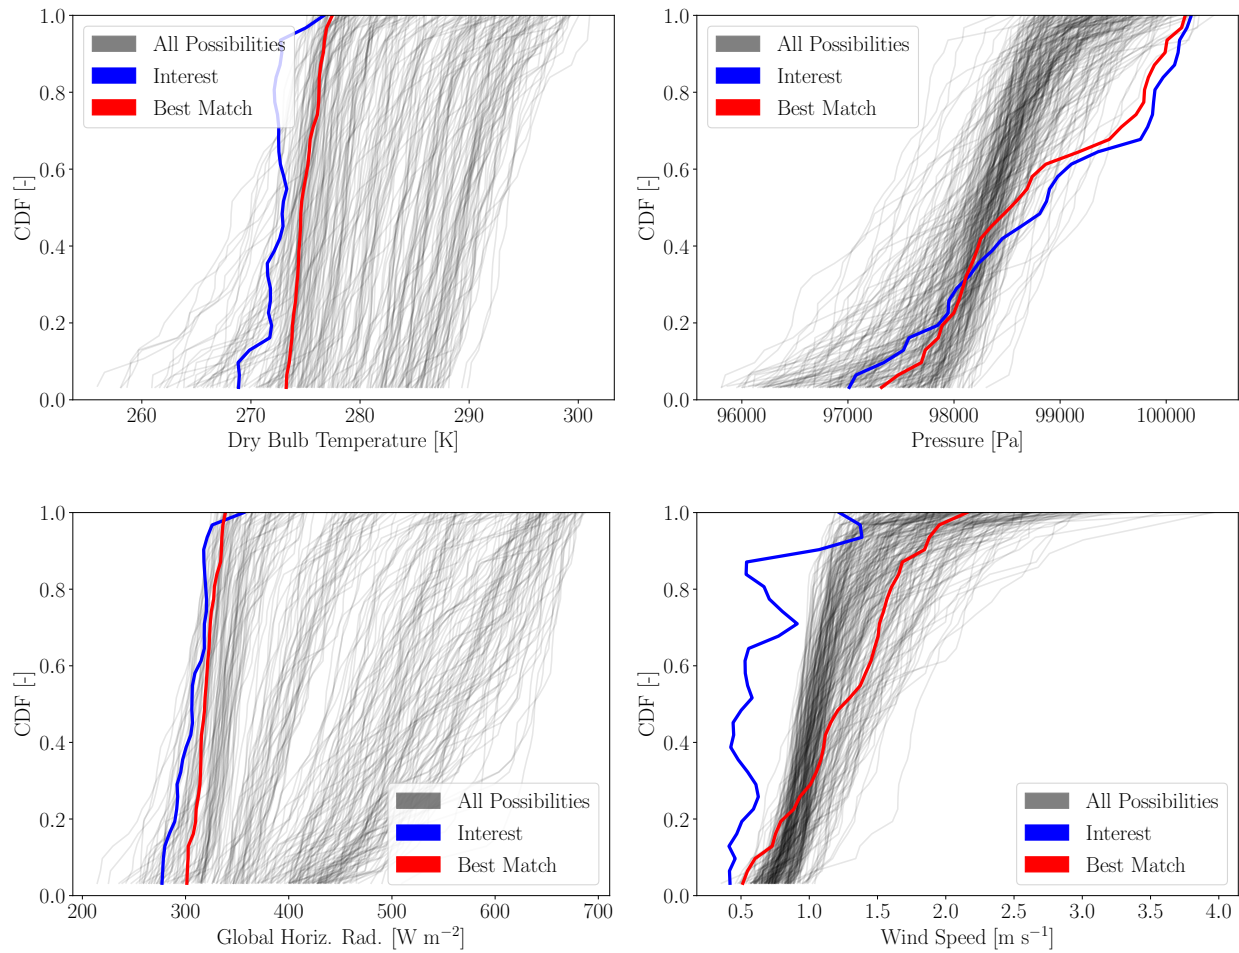 1.0
0.8
0.6
0.4
0.2
0.0
CDF [-]
All Possibilities
Interest
Best Match
260
270
280
290
300
Dry Bulb Temperature [K]
1.0
0.8
0.6
0.4
0.2
0.0
CDF [-]
All Possibilities
Interest
Best Match
96000
97000
98000
99000
100000
Pressure [Pa]
1.0
0.8
0.6
0.4
0.2
0.0
CDF [-]
All Possibilities
Interest
Best Match
200
300
400
500
600
700
Global Horiz. Rad. [W m⁻²]
1.0
0.8
0.6
0.4
0.2
0.0
CDF [-]
All Possibilities
Interest
Best Match
0.5
1.0
1.5
2.0
2.5
3.0
3.5
4.0
Wind Speed [m s⁻¹]